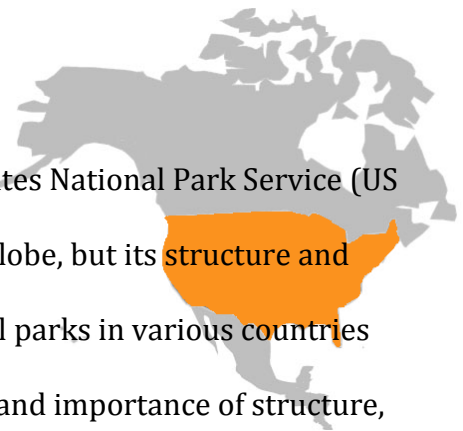 tes National Park Service (US
lobe, but its structure and
l parks in various countries
and importance of structure,